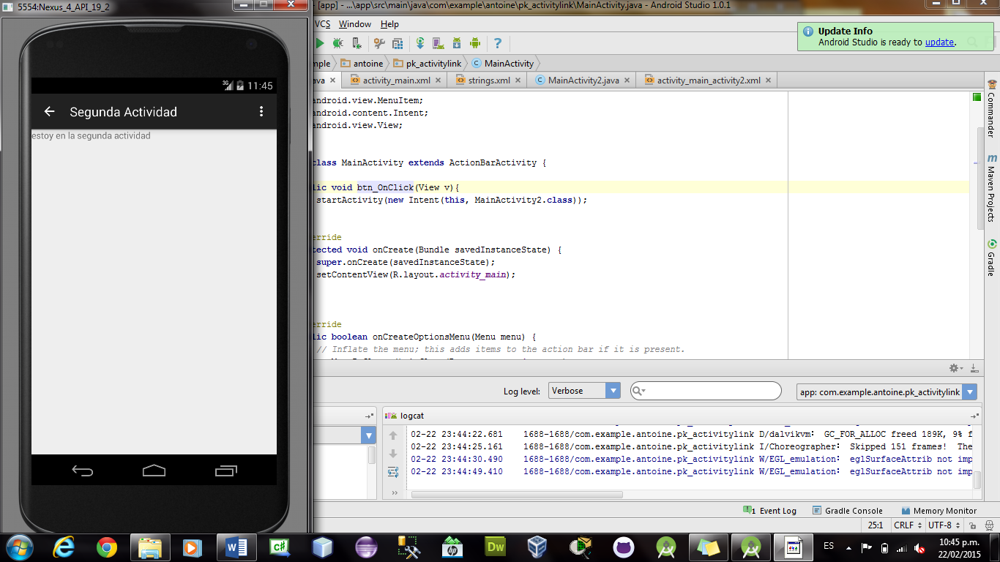 5554:Nexus_4_API_19_2
[app] - ...\app\src\main\java\com\example\antoine\pk_activitylink\MainActivity.java - Android Studio 1.0.1
VCS Window Help
Update Info
Android Studio is ready to update.
mple antoine pk_activitylink MainActivity
ava activity_main.xml strings.xml MainActivity2.java activity_main_activity2.xml
3G 11:45
Segunda Actividad
estoy en la segunda actividad
android.view.MenuItem;
android.content.Intent;
android.view.View;
class MainActivity extends ActionBarActivity {
lic void btn_OnClick(View v){
startActivity(new Intent(this, MainActivity2.class));
erride
tected void onCreate(Bundle savedInstanceState) {
super.onCreate(savedInstanceState);
setContentView(R.layout.activity_main);
erride
lic boolean onCreateOptionsMenu(Menu menu) {
// Inflate the menu; this adds items to the action bar if it is present.
Commander
m Maven Projects
Gradle
Log level: Verbose app: com.example.antoine.pk_activitylink
logcat
02-22 23:44:22.681 1688-1688/com.example.antoine.pk_activitylink D/dalvikvm: GC_FOR_ALLOC freed 189K, 9% f
02-22 23:44:25.161 1688-1688/com.example.antoine.pk_activitylink I/Choreographer: Skipped 151 frames! The
02-22 23:44:30.490 1688-1688/com.example.antoine.pk_activitylink W/EGL_emulation: eglSurfaceAttrib not imp
02-22 23:44:49.410 1688-1688/com.example.antoine.pk_activitylink W/EGL_emulation: eglSurfaceAttrib not imp
1 Event Log Gradle Console Memory Monitor
25:1 CRLF UTF-8
W C# hp Dw
ES 10:45 p.m.
22/02/2015